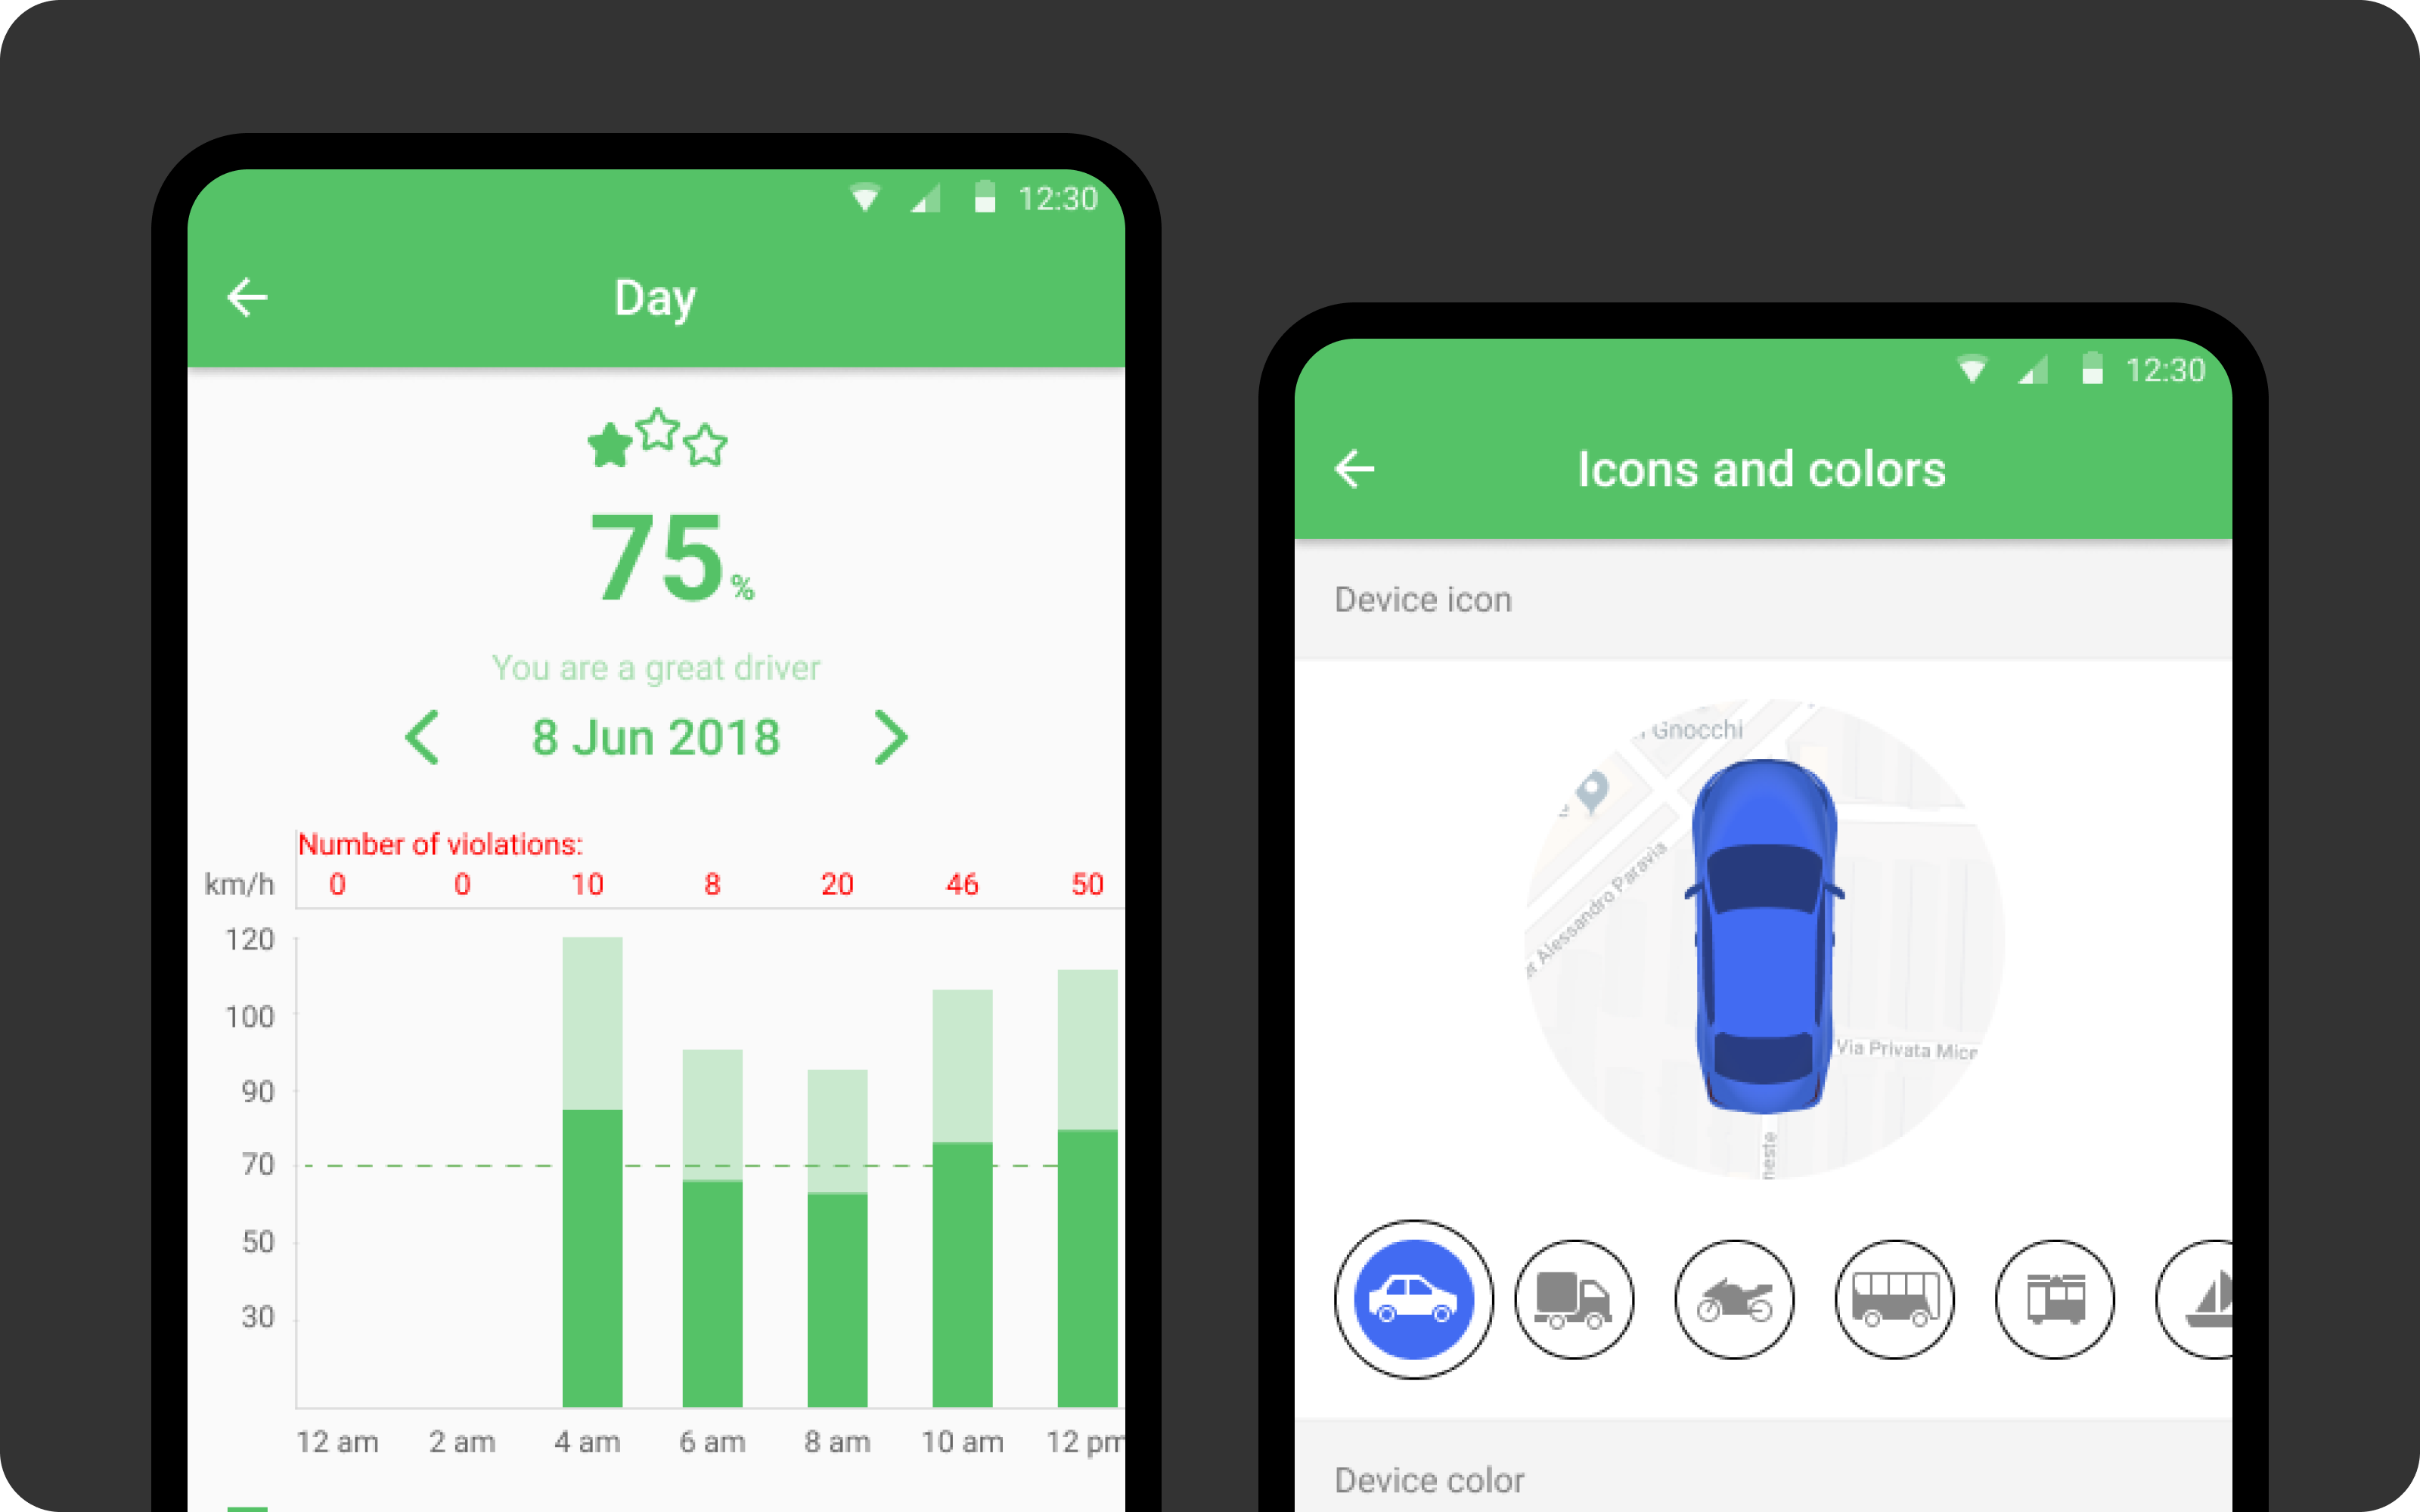 12:30
Day
75%
You are a great driver
8 Jun 2018
Number of violations:
km/h 0 0 10 8 20 46 50
120
100
90
70
50
30
12 am 2 am 4 am 6 am 8 am 10 am 12 pm
12:30
Icons and colors
Device icon
Gnocchi
Alessandro Paravia
Via Privata
Device color